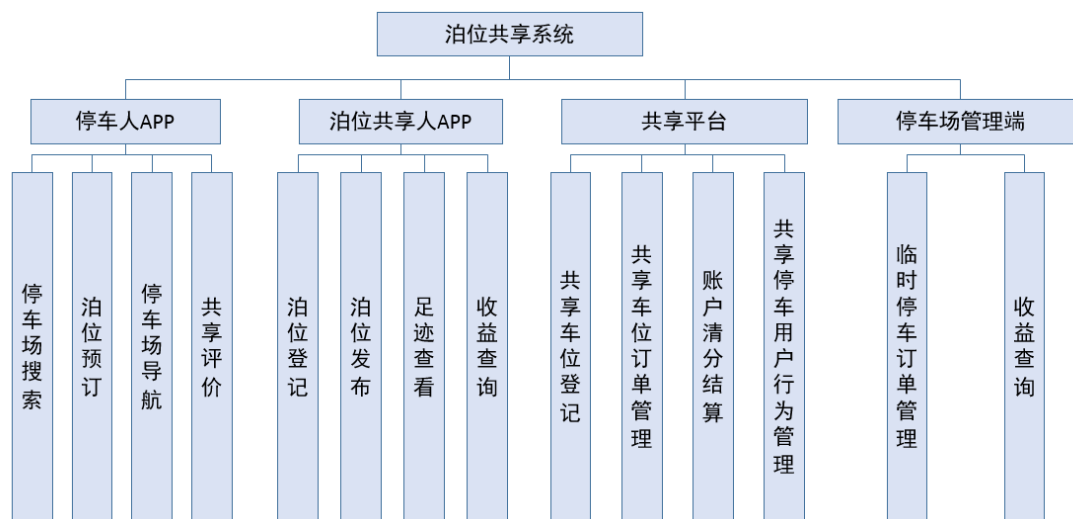 泊位共享系统
停车人APP
泊位共享人APP
共享平台
停车场管理端
停车场搜索
泊位预订
停车场导航
共享评价
泊位登记
泊位发布
足迹查看
收益查询
共享车位登记
共享车位订单管理
账户清分结算
共享停车用户行为管理
临时停车订单管理
收益查询